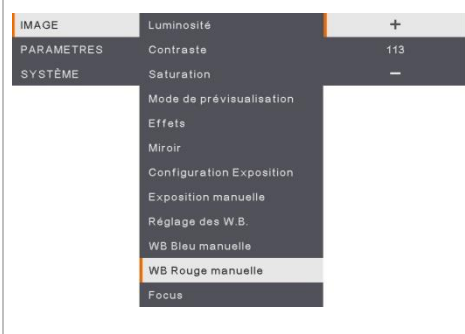 IMAGE
PARAMETRES
SYSTÈME
Luminosité
Contraste
Saturation
Mode de prévisualisation
Effets
Miroir
Configuration Exposition
Exposition manuelle
Réglage des W.B.
WB Bleu manuelle
WB Rouge manuelle
Focus
+
113
−